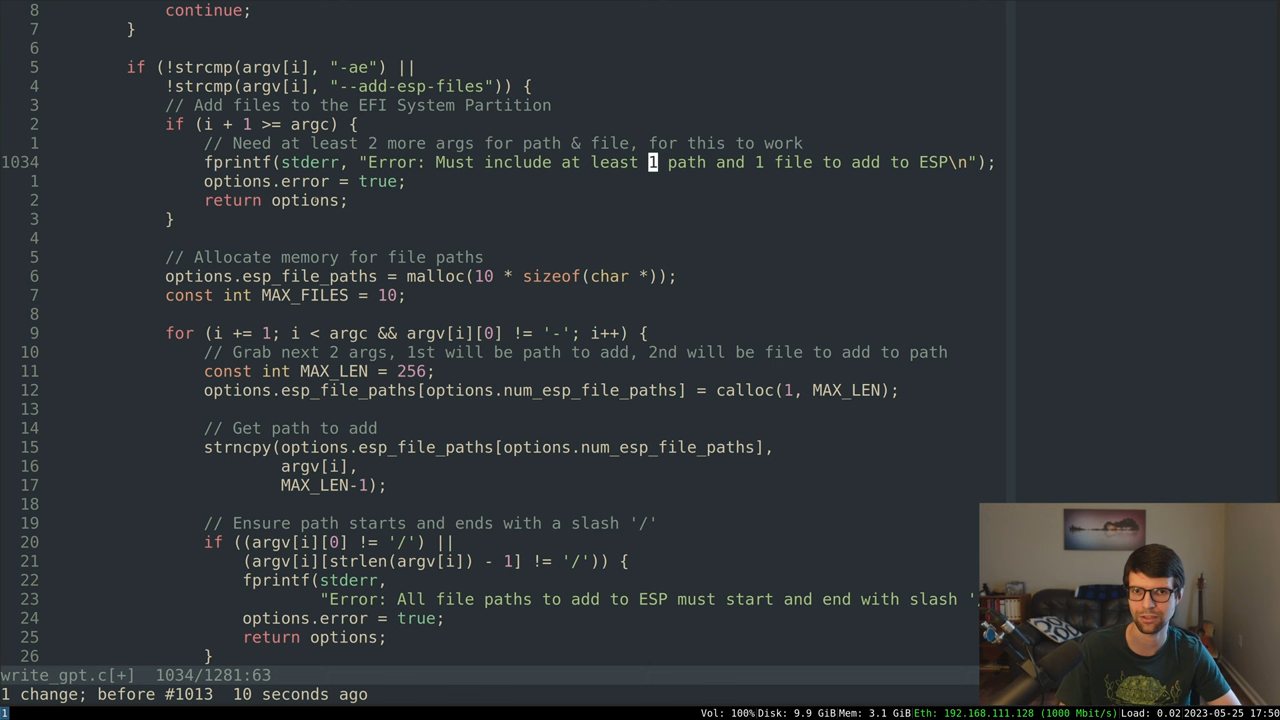 8             continue;
7         }
6
5         if (!strcmp(argv[i], "-ae") ||
4             !strcmp(argv[i], "--add-esp-files")) {
3             // Add files to the EFI System Partition
2             if (i + 1 >= argc) {
1                 // Need at least 2 more args for path & file, for this to work
1034                 fprintf(stderr, "Error: Must include at least 1 path and 1 file to add to ESP\n");
1                 options.error = true;
2                 return options;
3             }
4
5             // Allocate memory for file paths
6             options.esp_file_paths = malloc(10 * sizeof(char *));
7             const int MAX_FILES = 10;
8
9             for (i += 1; i < argc && argv[i][0] != '-'; i++) {
10                 // Grab next 2 args, 1st will be path to add, 2nd will be file to add to path
11                 const int MAX_LEN = 256;
12                 options.esp_file_paths[options.num_esp_file_paths] = calloc(1, MAX_LEN);
13
14                 // Get path to add
15                 strncpy(options.esp_file_paths[options.num_esp_file_paths],
16                         argv[i],
17                         MAX_LEN-1);
18
19                 // Ensure path starts and ends with a slash '/'
20                 if ((argv[i][0] != '/') ||
21                     (argv[i][strlen(argv[i]) - 1] != '/')) {
22                     fprintf(stderr,
23                             "Error: All file paths to add to ESP must start and end with slash '
24                     options.error = true;
25                     return options;
26                 }
write_gpt.c[+]  1034/1281:63
1 change; before #1013  10 seconds ago
1 Vol: 100% Disk: 9.9 GiB Mem: 3.1 GiB Eth: 192.168.111.128 (1000 Mbit/s) Load: 0.02 2023-05-25 17:50